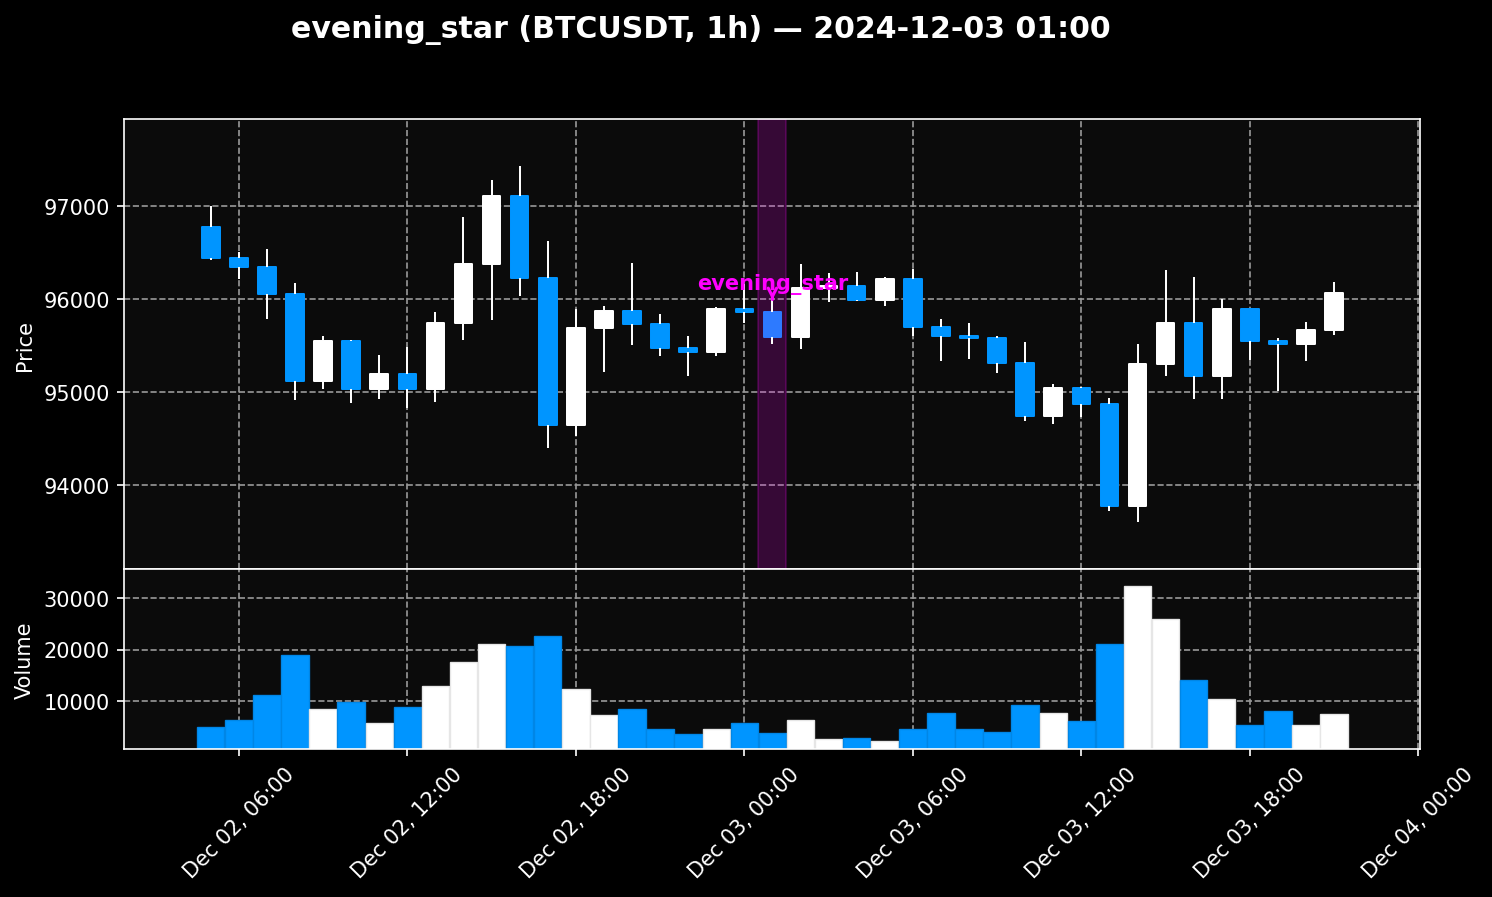 evening_star (BTCUSDT, 1h) — 2024-12-03 01:00
97000
96000
95000
94000
Price
evening_star
30000
20000
10000
Volume
Dec 02, 06:00
Dec 02, 12:00
Dec 02, 18:00
Dec 03, 00:00
Dec 03, 06:00
Dec 03, 12:00
Dec 03, 18:00
Dec 04, 00:00